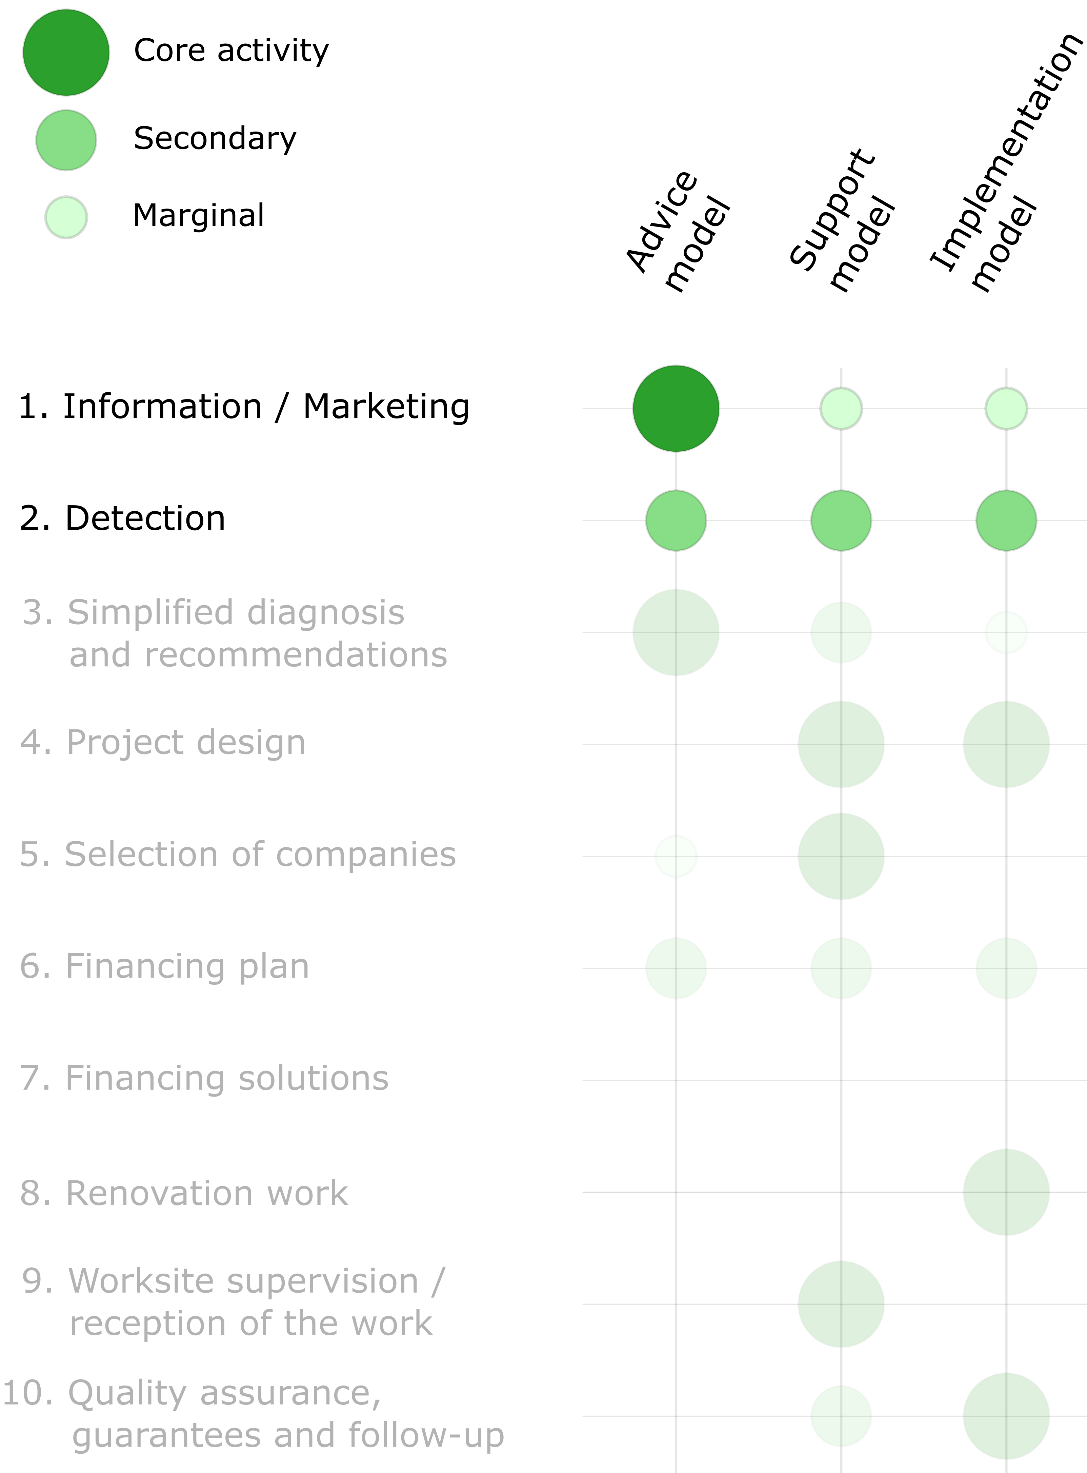 Core activity
Secondary
Marginal
Advice
model
Support
model
Implementation
model
1. Information / Marketing
2. Detection
3. Simplified diagnosis
and recommendations
4. Project design
5. Selection of companies
6. Financing plan
7. Financing solutions
8. Renovation work
9. Worksite supervision /
reception of the work
10. Quality assurance,
guarantees and follow-up